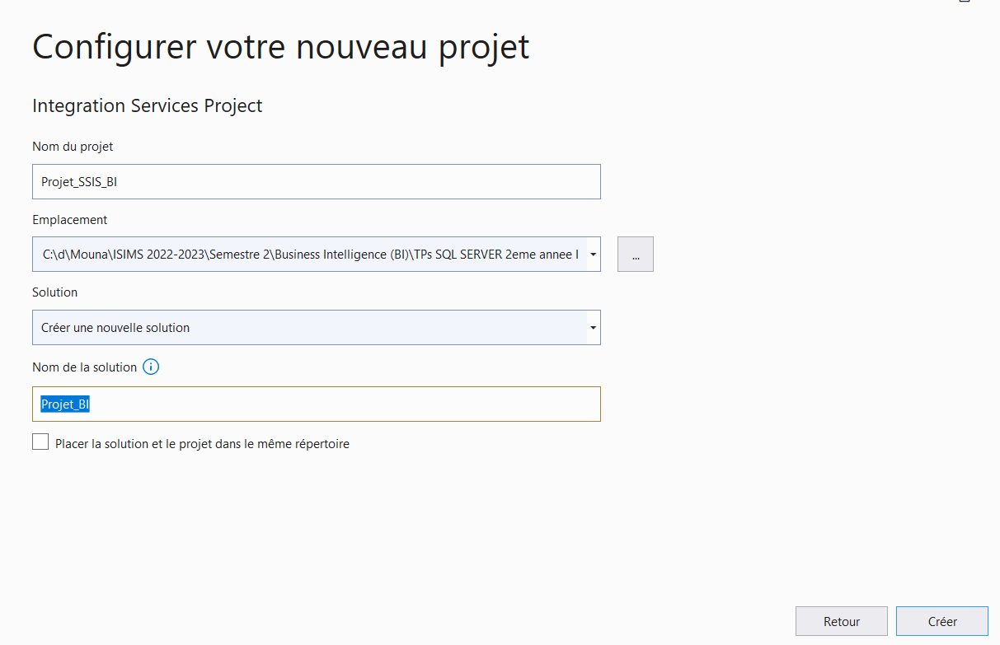 Configurer votre nouveau projet
Integration Services Project
Nom du projet
Projet_SSIS_BI
Emplacement
C:\d\Mouna\ISIMS 2022-2023\Semestre 2\Business Intelligence (BI)\TPs SQL SERVER 2eme annee I
...
Solution
Créer une nouvelle solution
Nom de la solution
Projet_BI
Placer la solution et le projet dans le même répertoire
Retour
Créer